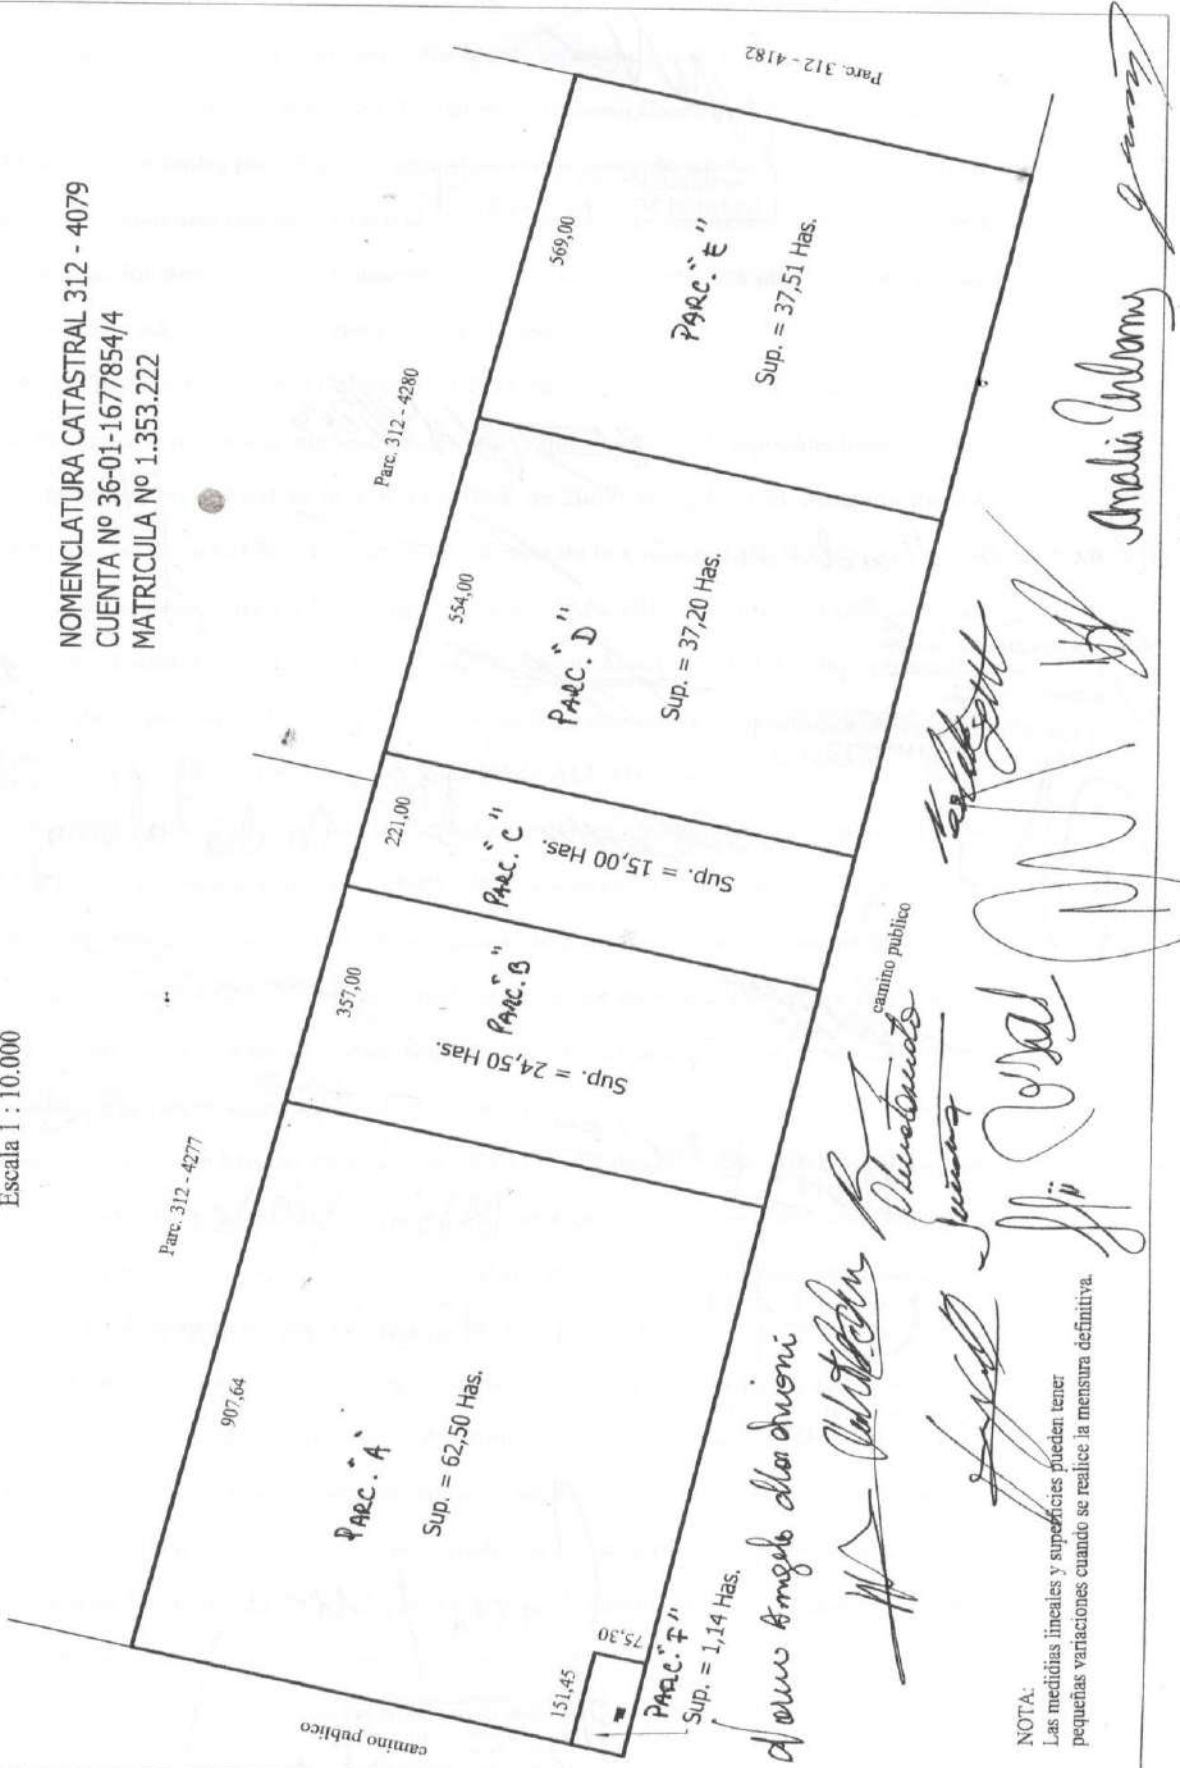 Escala 1 : 10.000
NOMENCLATURA CATASTRAL 312 - 4079
CUENTA Nº 36-01-1677854/4
MATRICULA Nº 1.353.222
Parc. 312 - 4277
Parc. 312 - 4280
Parc. 312 - 4182
907,64
357,00
221,00
554,00
569,00
PARC. "A"
Sup. = 62,50 Has.
PARC. "B"
Sup. = 24,50 Has.
PARC. "C"
Sup. = 15,00 Has.
PARC. "D"
Sup. = 37,20 Has.
PARC. "E"
Sup. = 37,51 Has.
camino publico
151,45
75,30
PARC. "F"
Sup. = 1,14 Has.
camino publico
NOTA:
Las medidias lineales y superficies pueden tener
pequeñas variaciones cuando se realice la mensura definitiva.